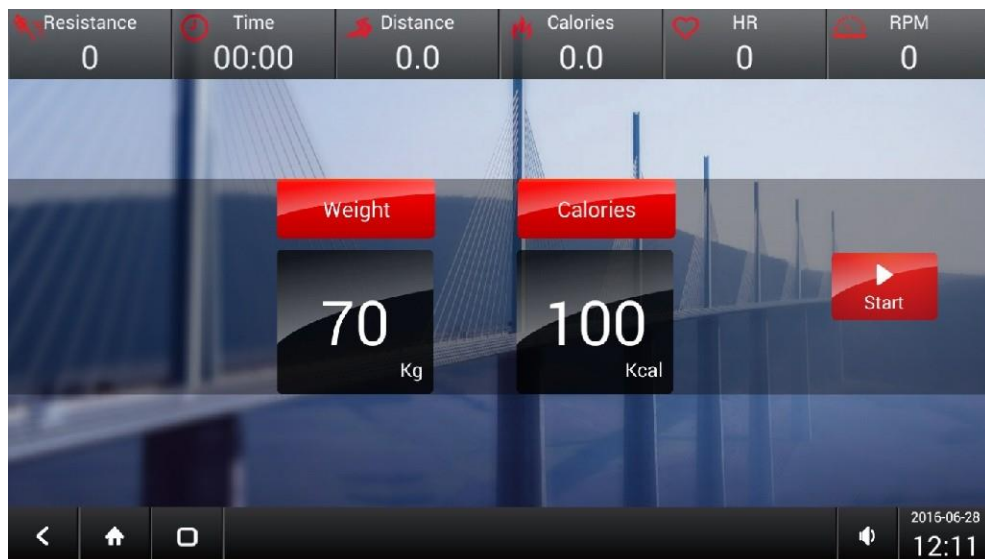 Resistance Time Distance Calories HR RPM
0 00:00 0.0 0.0 0 0
Weight Calories
70 100
Kg Kcal
Start
2016-06-28
12:11